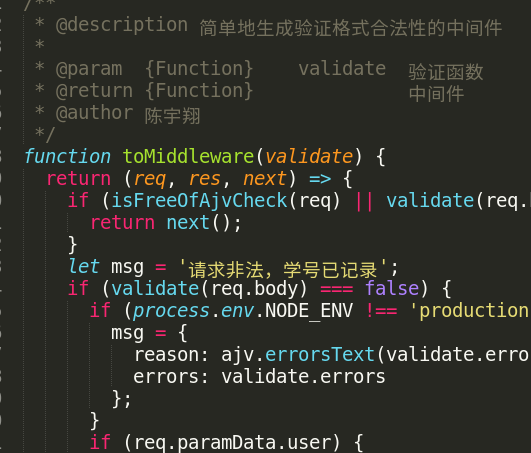 /**
 * @description 简单地生成验证格式合法性的中间件
 *
 * @param  {Function}    validate  验证函数
 * @return {Function}              中间件
 * @author 陈宇翔
 */
function toMiddleware(validate) {
  return (req, res, next) => {
    if (isFreeOfAjvCheck(req) || validate(req.
      return next();
    }
    let msg = '请求非法，学号已记录';
    if (validate(req.body) === false) {
      if (process.env.NODE_ENV !== 'production
        msg = {
          reason: ajv.errorsText(validate.erro
          errors: validate.errors
        };
      }
      if (req.paramData.user) {